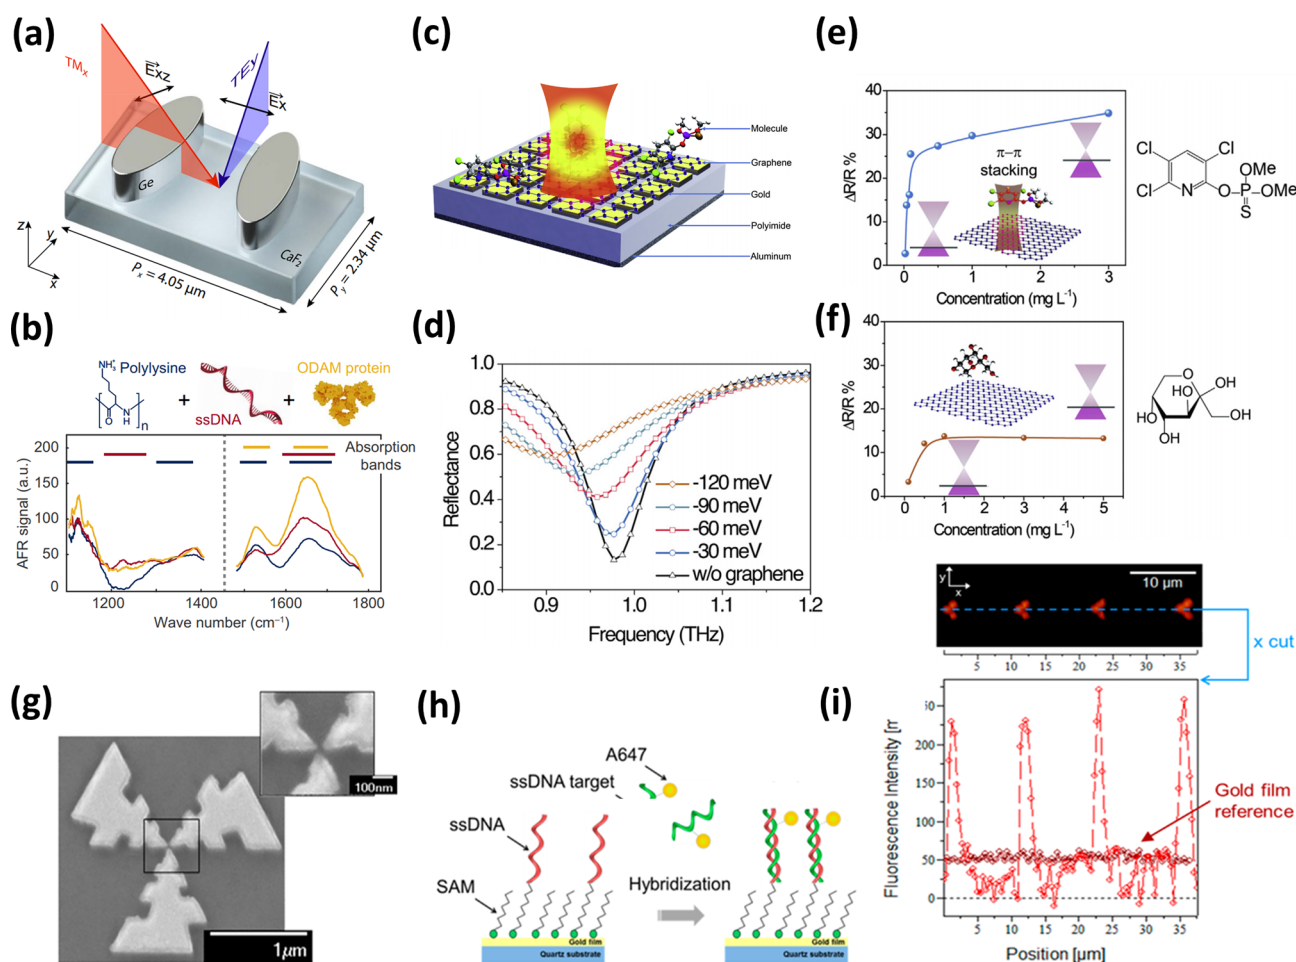 (a)
TMx
E⃗xz
TEy
E⃗x
Ge
CaF₂
z
y
x
Px = 4.05 μm
Py = 2.34 μm
(b)
NH₃⁺
Polylysine
+
ssDNA
+
ODAM protein
O
H
N
n
Absorption
bands
AFR signal (a.u.)
200
150
100
50
0
1200
1400
1600
1800
Wave number (cm⁻¹)
(c)
Molecule
Graphene
Gold
Polyimide
Aluminum
(d)
Reflectance
1.0
0.8
0.6
0.4
0.2
0.0
-120 meV
-90 meV
-60 meV
-30 meV
w/o graphene
0.9
1.0
1.1
1.2
Frequency (THz)
(e)
ΔR/R %
40
30
20
10
0
π-π
stacking
0
1
2
3
Concentration (mg L⁻¹)
Cl
Cl
Cl
N
O
P
S
OMe
OMe
(f)
ΔR/R %
40
30
20
10
0
0
1
2
3
4
5
Concentration (mg L⁻¹)
O
HO
OH
HO
OH
OH
(g)
100nm
1μm
(h)
A647
ssDNA target
ssDNA
SAM
Hybridization
Gold film
Quartz substrate
Gold film
Quartz substrate
(i)
y
x
10 μm
x cut
5
10
15
20
25
30
35
Fluorescence Intensity [m
200
150
100
50
0
Gold film
reference
5
10
15
20
25
30
35
Position [μm]